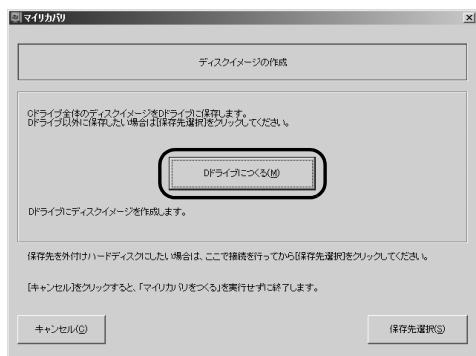 マイリカバリ
ディスクイメージの作成
Cドライブ全体のディスクイメージをDドライブに保存します。
Dドライブ以外に保存したい場合は[保存先選択]をクリックしてください。
Dドライブにつくる(M)
Dドライブにディスクイメージを作成します。
保存先を外付けハードディスクにしたい場合は、ここで接続を行ってから[保存先選択]をクリックしてください。
[キャンセル]をクリックすると、「マイリカバリをつくる」を実行せずに終了します。
キャンセル(C)
保存先選択(S)